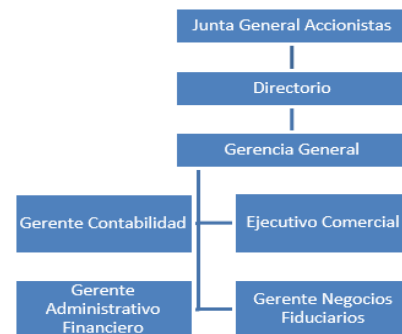 Junta General Accionistas
Directorio
Gerencia General
Gerente Contabilidad
Ejecutivo Comercial
Gerente
Administrativo
Financiero
Gerente Negocios
Fiduciarios